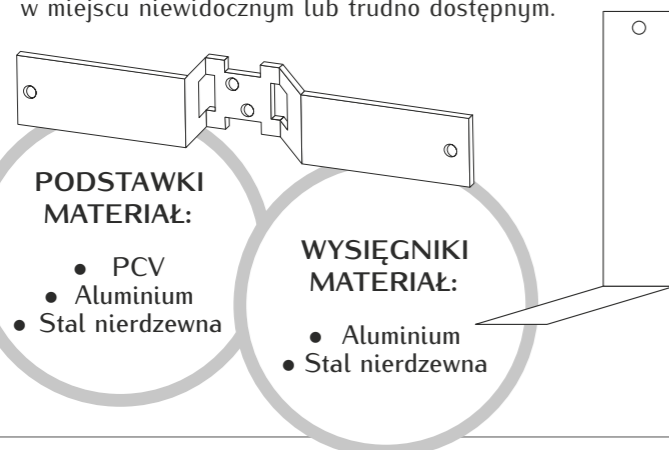 w miejscu niewidocznym lub trudno dostępnym.
PODSTAWKI
MATERIAŁ:
● PCV
● Aluminium
● Stal nierdzewna
WYSIĘGNIKI
MATERIAŁ:
● Aluminium
● Stal nierdzewna